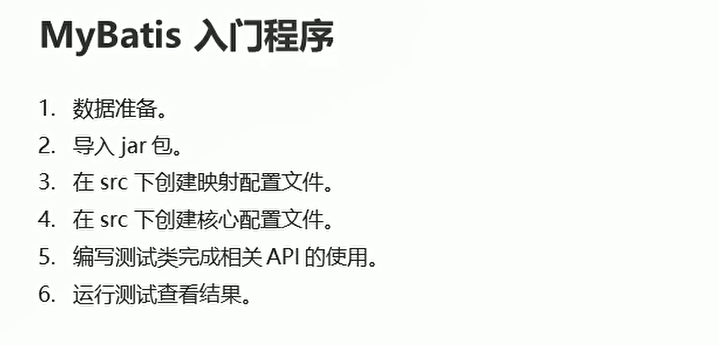 MyBatis 入门程序
1. 数据准备。
2. 导入 jar 包。
3. 在 src 下创建映射配置文件。
4. 在 src 下创建核心配置文件。
5. 编写测试类完成相关 API 的使用。
6. 运行测试查看结果。